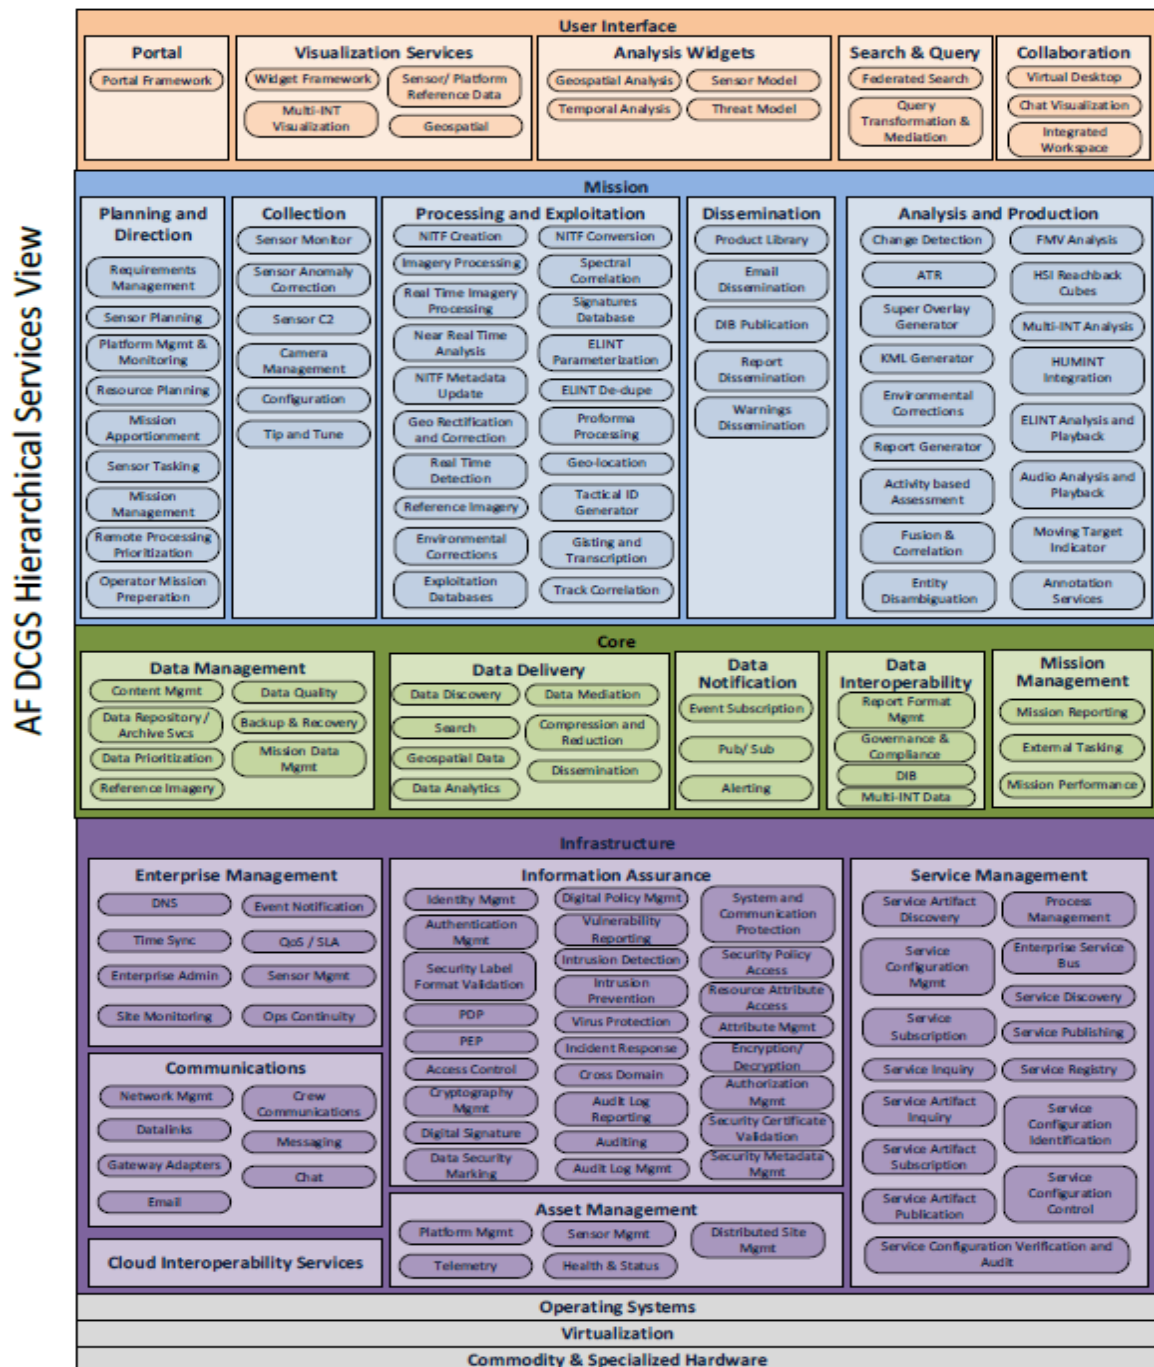 AF DCGS Hierarchical Services View
User Interface
Portal
Portal Framework
Visualization Services
Widget Framework
Multi-INT
Visualization
Sensor/ Platform
Reference Data
Geospatial
Analysis Widgets
Geospatial Analysis
Temporal Analysis
Sensor Model
Threat Model
Search & Query
Federated Search
Query
Transformation &
Mediation
Collaboration
Virtual Desktop
Chat Visualization
Integrated
Workspace
Mission
Planning and
Direction
Requirements
Management
Sensor Planning
Platform Mgmt &
Monitoring
Resource Planning
Mission
Apportionment
Sensor Tasking
Mission
Management
Remote Processing
Prioritization
Operator Mission
Preperation
Collection
Sensor Monitor
Sensor Anomaly
Correction
Sensor C2
Camera
Management
Configuration
Tip and Tune
Processing and Exploitation
NITF Creation
Imagery Processing
Real Time Imagery
Processing
Near Real Time
Analysis
NITF Metadata
Update
Geo Rectification
and Correction
Real Time
Detection
Reference Imagery
Environmental
Corrections
Exploitation
Databases
NITF Conversion
Spectral
Correlation
Signatures
Database
ELINT
Parameterization
ELINT De-dupe
Proforma
Processing
Geo-location
Tactical ID
Generator
Gisting and
Transcription
Track Correlation
Dissemination
Product Library
Email
Dissemination
DIB Publication
Report
Dissemination
Warnings
Dissemination
Analysis and Production
Change Detection
ATR
Super Overlay
Generator
KML Generator
Environmental
Corrections
Report Generator
Activity based
Assessment
Fusion &
Correlation
Entity
Disambiguation
FMV Analysis
HSI Reachback
Cubes
Multi-INT Analysis
HUMINT
Integration
ELINT Analysis and
Playback
Audio Analysis and
Playback
Moving Target
Indicator
Annotation
Services
Core
Data Management
Content Mgmt
Data Repository /
Archive Svcs
Data Prioritization
Reference Imagery
Data Quality
Backup & Recovery
Mission Data
Mgmt
Data Delivery
Data Discovery
Search
Geospatial Data
Data Analytics
Data Mediation
Compression and
Reduction
Dissemination
Data
Notification
Event Subscription
Pub/ Sub
Alerting
Data
Interoperability
Report Format
Mgmt
Governance &
Compliance
DIB
Multi-INT Data
Mission
Management
Mission Reporting
External Tasking
Mission Performance
Infrastructure
Enterprise Management
DNS
Time Sync
Enterprise Admin
Site Monitoring
Event Notification
QoS / SLA
Sensor Mgmt
Ops Continuity
Communications
Network Mgmt
Datalinks
Gateway Adapters
Email
Crew
Communications
Messaging
Chat
Cloud Interoperability Services
Information Assurance
Identity Mgmt
Authentication
Mgmt
Security Label
Format Validation
PDP
PEP
Access Control
Cryptography
Mgmt
Digital Signature
Data Security
Marking
Digital Policy Mgmt
Vulnerability
Reporting
Intrusion Detection
Intrusion
Prevention
Virus Protection
Incident Response
Cross Domain
Audit Log
Reporting
Auditing
Audit Log Mgmt
System and
Communication
Protection
Security Policy
Access
Resource Attribute
Access
Attribute Mgmt
Encryption/
Decryption
Authorization
Mgmt
Security Certificate
Validation
Security Metadata
Mgmt
Asset Management
Platform Mgmt
Telemetry
Sensor Mgmt
Health & Status
Distributed Site
Mgmt
Service Management
Service Artifact
Discovery
Service
Configuration
Mgmt
Service
Subscription
Service Inquiry
Service Artifact
Inquiry
Service Artifact
Subscription
Service Artifact
Publication
Process
Management
Enterprise Service
Bus
Service Discovery
Service Publishing
Service Registry
Service
Configuration
Identification
Service
Configuration
Control
Service Configuration Verification and
Audit
Operating Systems
Virtualization
Commodity & Specialized Hardware